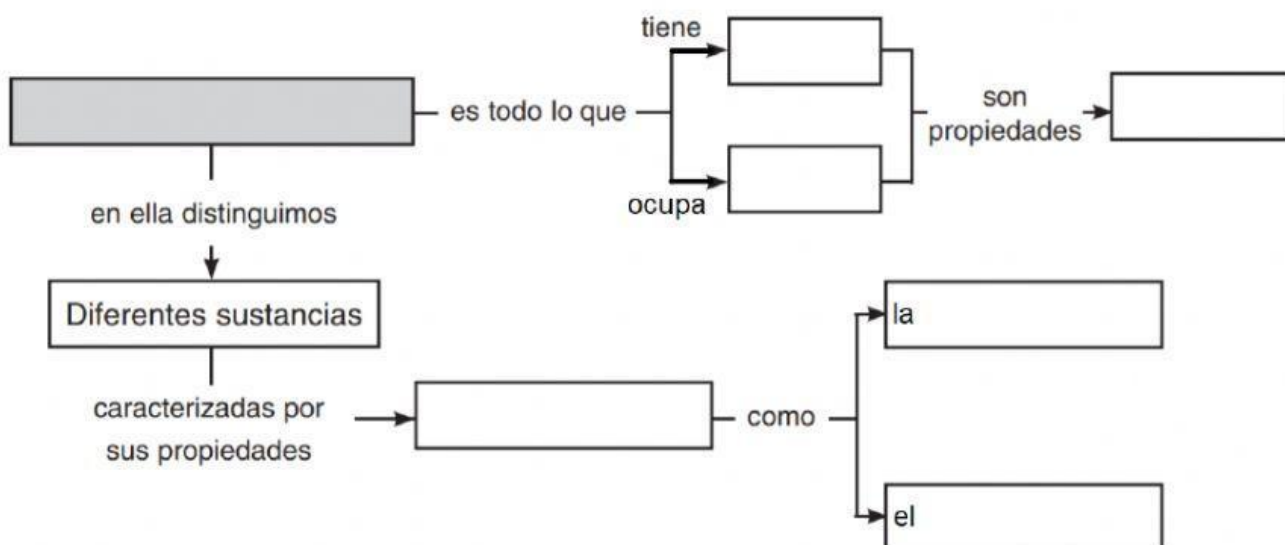 tiene
es todo lo que
son
propiedades
ocupa
en ella distinguimos
Diferentes sustancias
la
caracterizadas por
sus propiedades
como
el